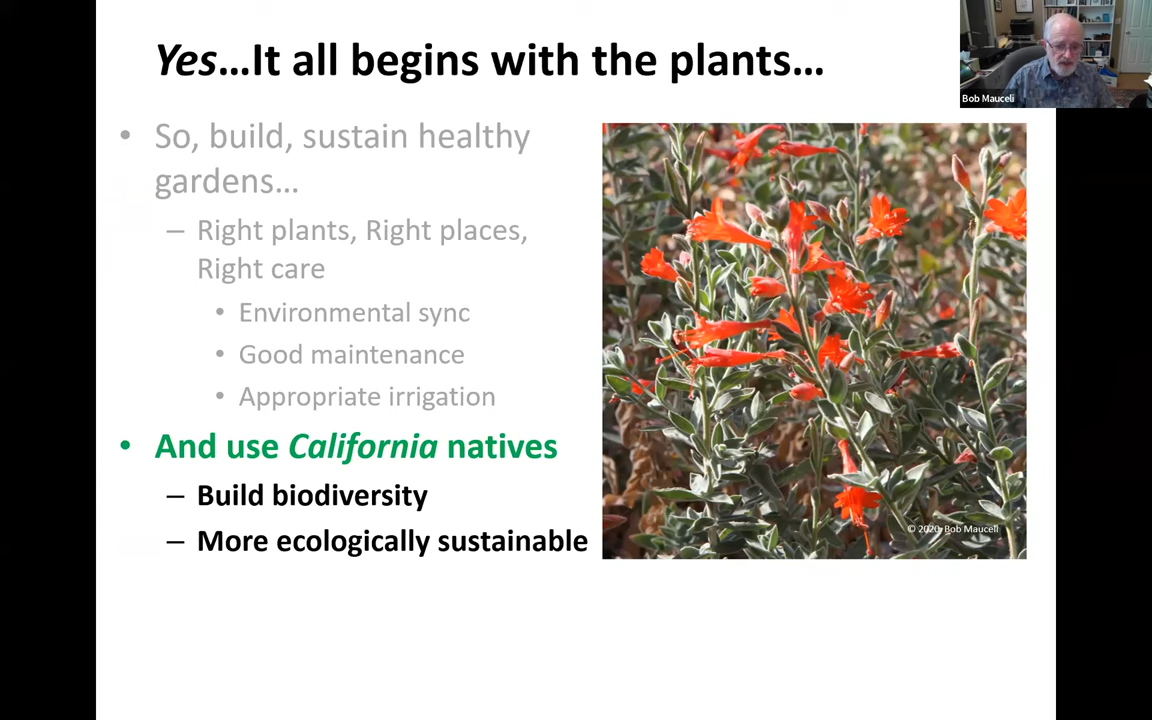 Yes…It all begins with the plants…
Bob Mauceli
• So, build, sustain healthy
gardens…
– Right plants, Right places,
Right care
• Environmental sync
• Good maintenance
• Appropriate irrigation
• And use California natives
– Build biodiversity
– More ecologically sustainable
© 2020 Bob Mauceli